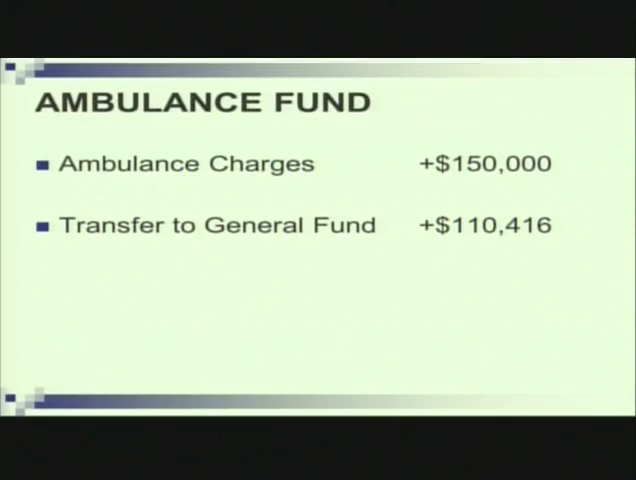 AMBULANCE FUND
Ambulance Charges +$150,000
Transfer to General Fund +$110,416